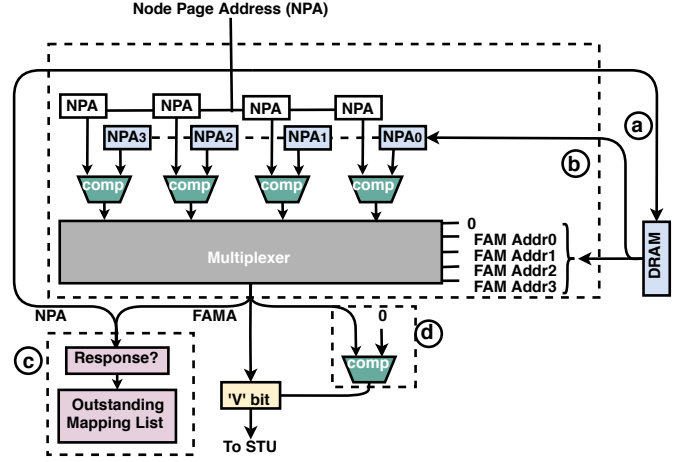 Node Page Address (NPA)
NPA NPA NPA NPA
a
NPA3 NPA2 NPA1 NPA0
b
comp comp comp comp
0
FAM Addr0
Multiplexer
FAM Addr1
FAM Addr2
FAM Addr3
DRAM
NPA FAMA 0
d
c
Response?
comp
Outstanding
Mapping List
'V' bit
To STU